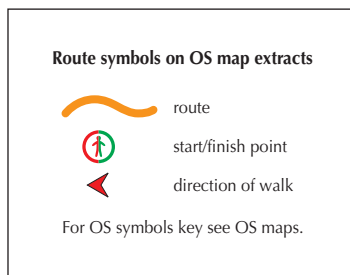 Route symbols on OS map extracts
route
start/finish point
direction of walk
For OS symbols key see OS maps.